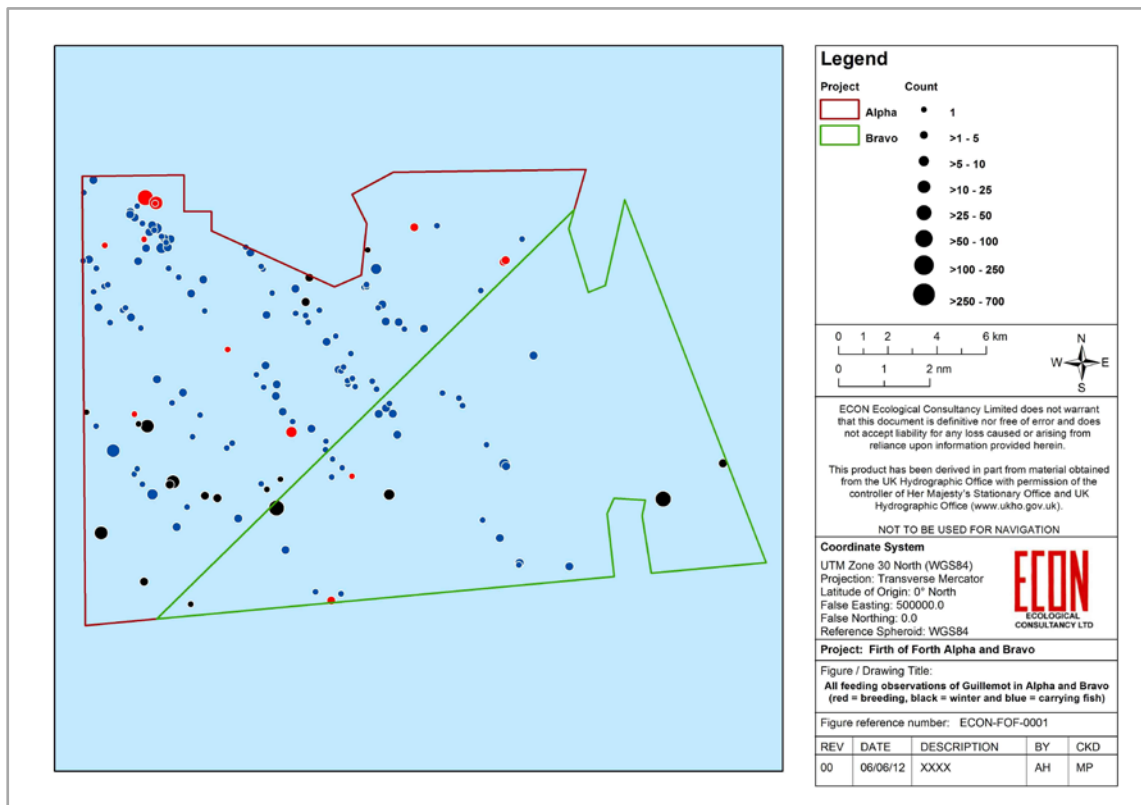 Legend
Project Count
Alpha
Bravo
1
>1 - 5
>5 - 10
>10 - 25
>25 - 50
>50 - 100
>100 - 250
>250 - 700
0 1 2 4 6 km
0 1 2 nm
N
W E
S
ECON Ecological Consultancy Limited does not warrant
that this document is definitive nor free of error and does
not accept liability for any loss caused or arising from
reliance upon information provided herein.
This product has been derived in part from material obtained
from the UK Hydrographic Office with permission of the
controller of Her Majesty's Stationary Office and UK
Hydrographic Office (www.ukho.gov.uk).
NOT TO BE USED FOR NAVIGATION
Coordinate System
UTM Zone 30 North (WGS84)
Projection: Transverse Mercator
Latitude of Origin: 0° North
False Easting: 500000.0
False Northing: 0.0
Reference Spheroid: WGS84
ECON
ECOLOGICAL
CONSULTANCY LTD
Project: Firth of Forth Alpha and Bravo
Figure / Drawing Title:
All feeding observations of Guillemot in Alpha and Bravo
(red = breeding, black = winter and blue = carrying fish)
Figure reference number: ECON-FOF-0001
REV DATE DESCRIPTION BY CKD
00 06/06/12 XXXX AH MP